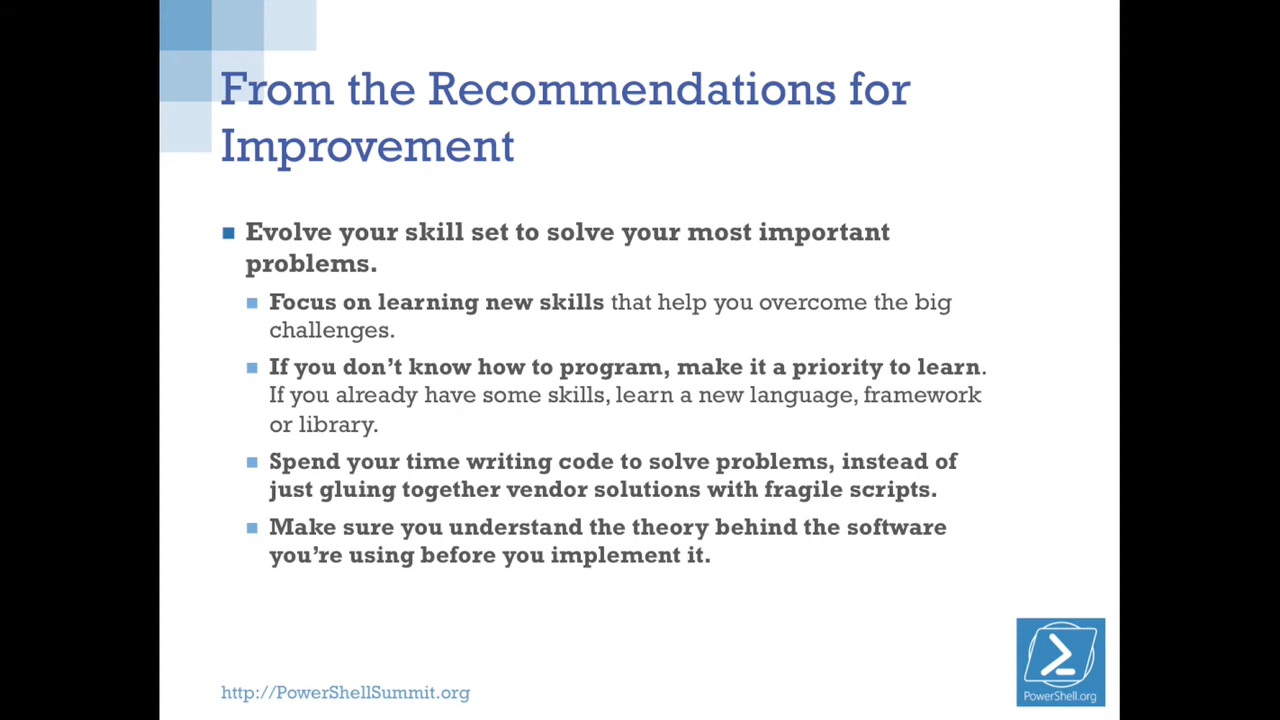 From the Recommendations for
Improvement
Evolve your skill set to solve your most important
problems.
Focus on learning new skills that help you overcome the big
challenges.
If you don't know how to program, make it a priority to learn.
If you already have some skills, learn a new language, framework
or library.
Spend your time writing code to solve problems, instead of
just gluing together vendor solutions with fragile scripts.
Make sure you understand the theory behind the software
you're using before you implement it.
http://PowerShellSummit.org
PowerShell.org